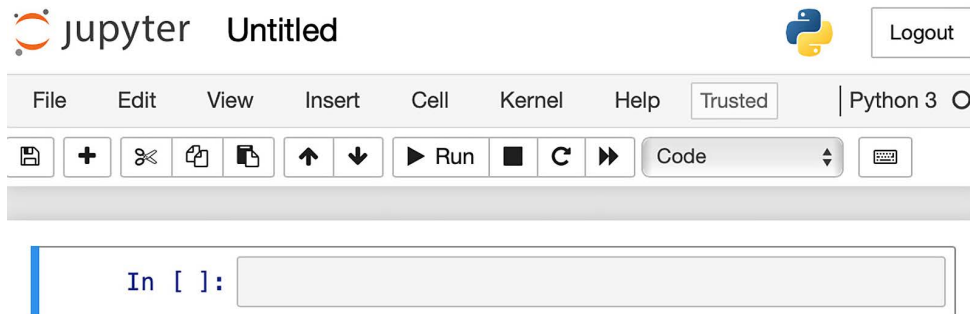 jupyter Untitled Logout
File Edit View Insert Cell Kernel Help Trusted Python 3
Run Code
In [ ]: